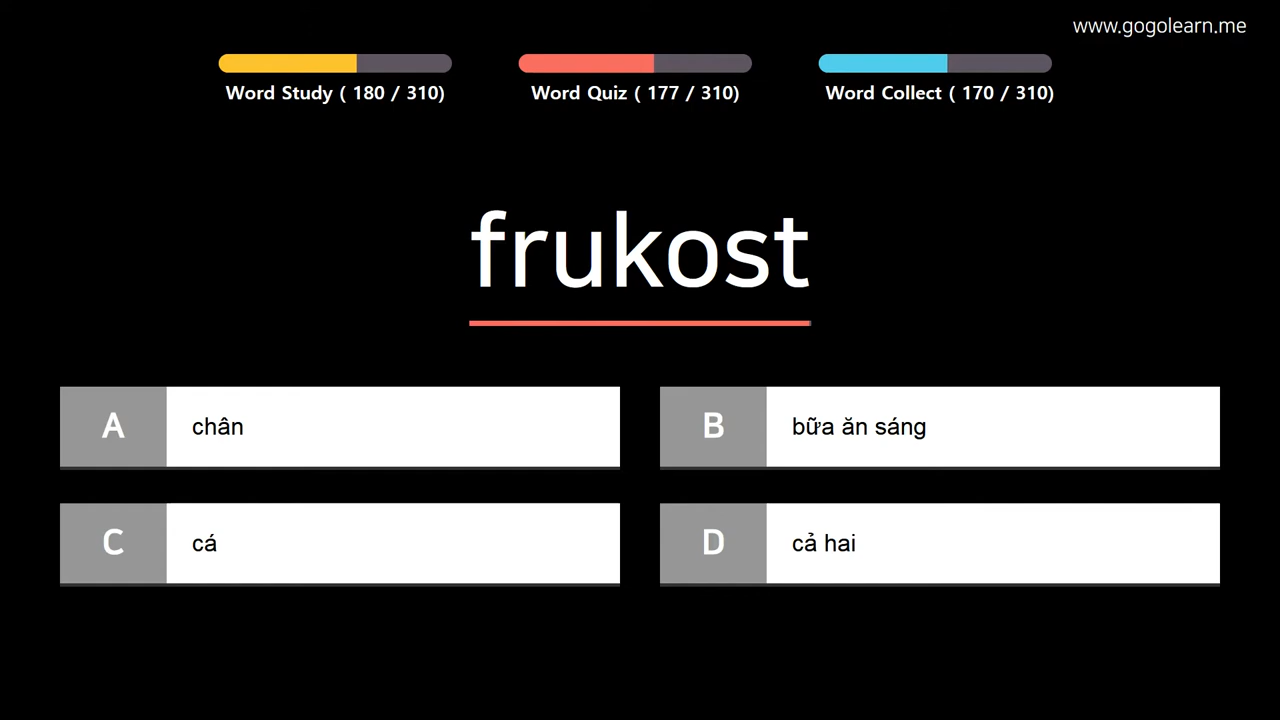 www.gogolearn.me
Word Study ( 180 / 310)
Word Quiz ( 177 / 310)
Word Collect ( 170 / 310)
frukost
A chân
B bữa ăn sáng
C cá
D cả hai